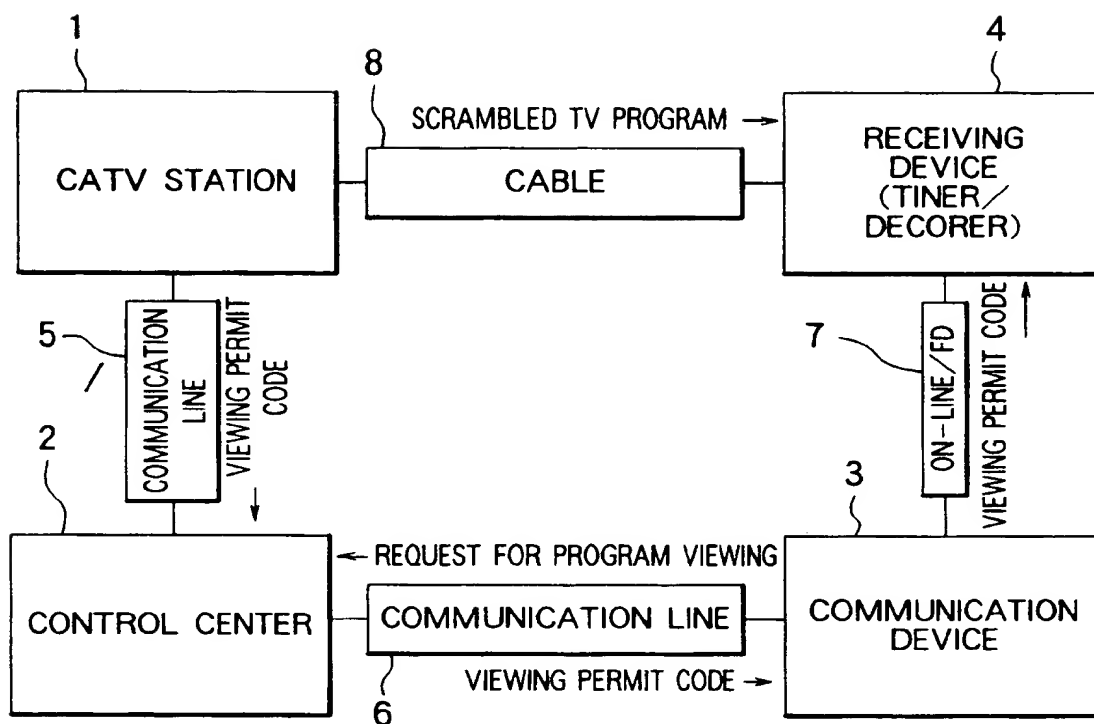 1
8
4
SCRAMBLED TV PROGRAM →
CATV STATION
CABLE
RECEIVING
DEVICE
(TINER/
DECORER)
5
COMMUNICATION
LINE
VIEWING PERMIT
CODE
↓
7
ON-LINE/FD
VIEWING PERMIT CODE
↑
2
3
← REQUEST FOR PROGRAM VIEWING
CONTROL CENTER
COMMUNICATION LINE
COMMUNICATION
DEVICE
VIEWING PERMIT CODE →
6